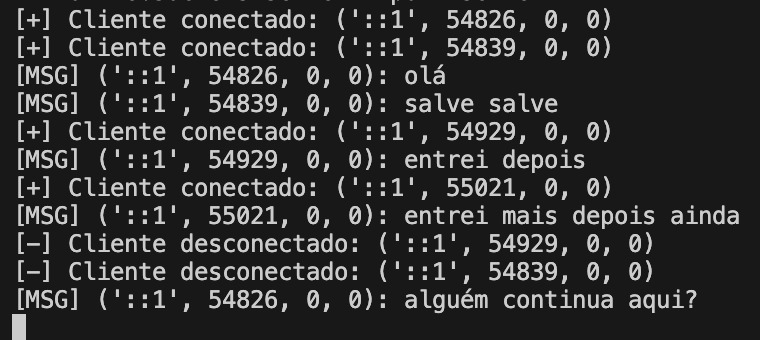 [+] Cliente conectado: ('::1', 54826, 0, 0)
[+] Cliente conectado: ('::1', 54839, 0, 0)
[MSG] ('::1', 54826, 0, 0): olá
[MSG] ('::1', 54839, 0, 0): salve salve
[+] Cliente conectado: ('::1', 54929, 0, 0)
[MSG] ('::1', 54929, 0, 0): entrei depois
[+] Cliente conectado: ('::1', 55021, 0, 0)
[MSG] ('::1', 55021, 0, 0): entrei mais depois ainda
[-] Cliente desconectado: ('::1', 54929, 0, 0)
[-] Cliente desconectado: ('::1', 54839, 0, 0)
[MSG] ('::1', 54826, 0, 0): alguém continua aqui?